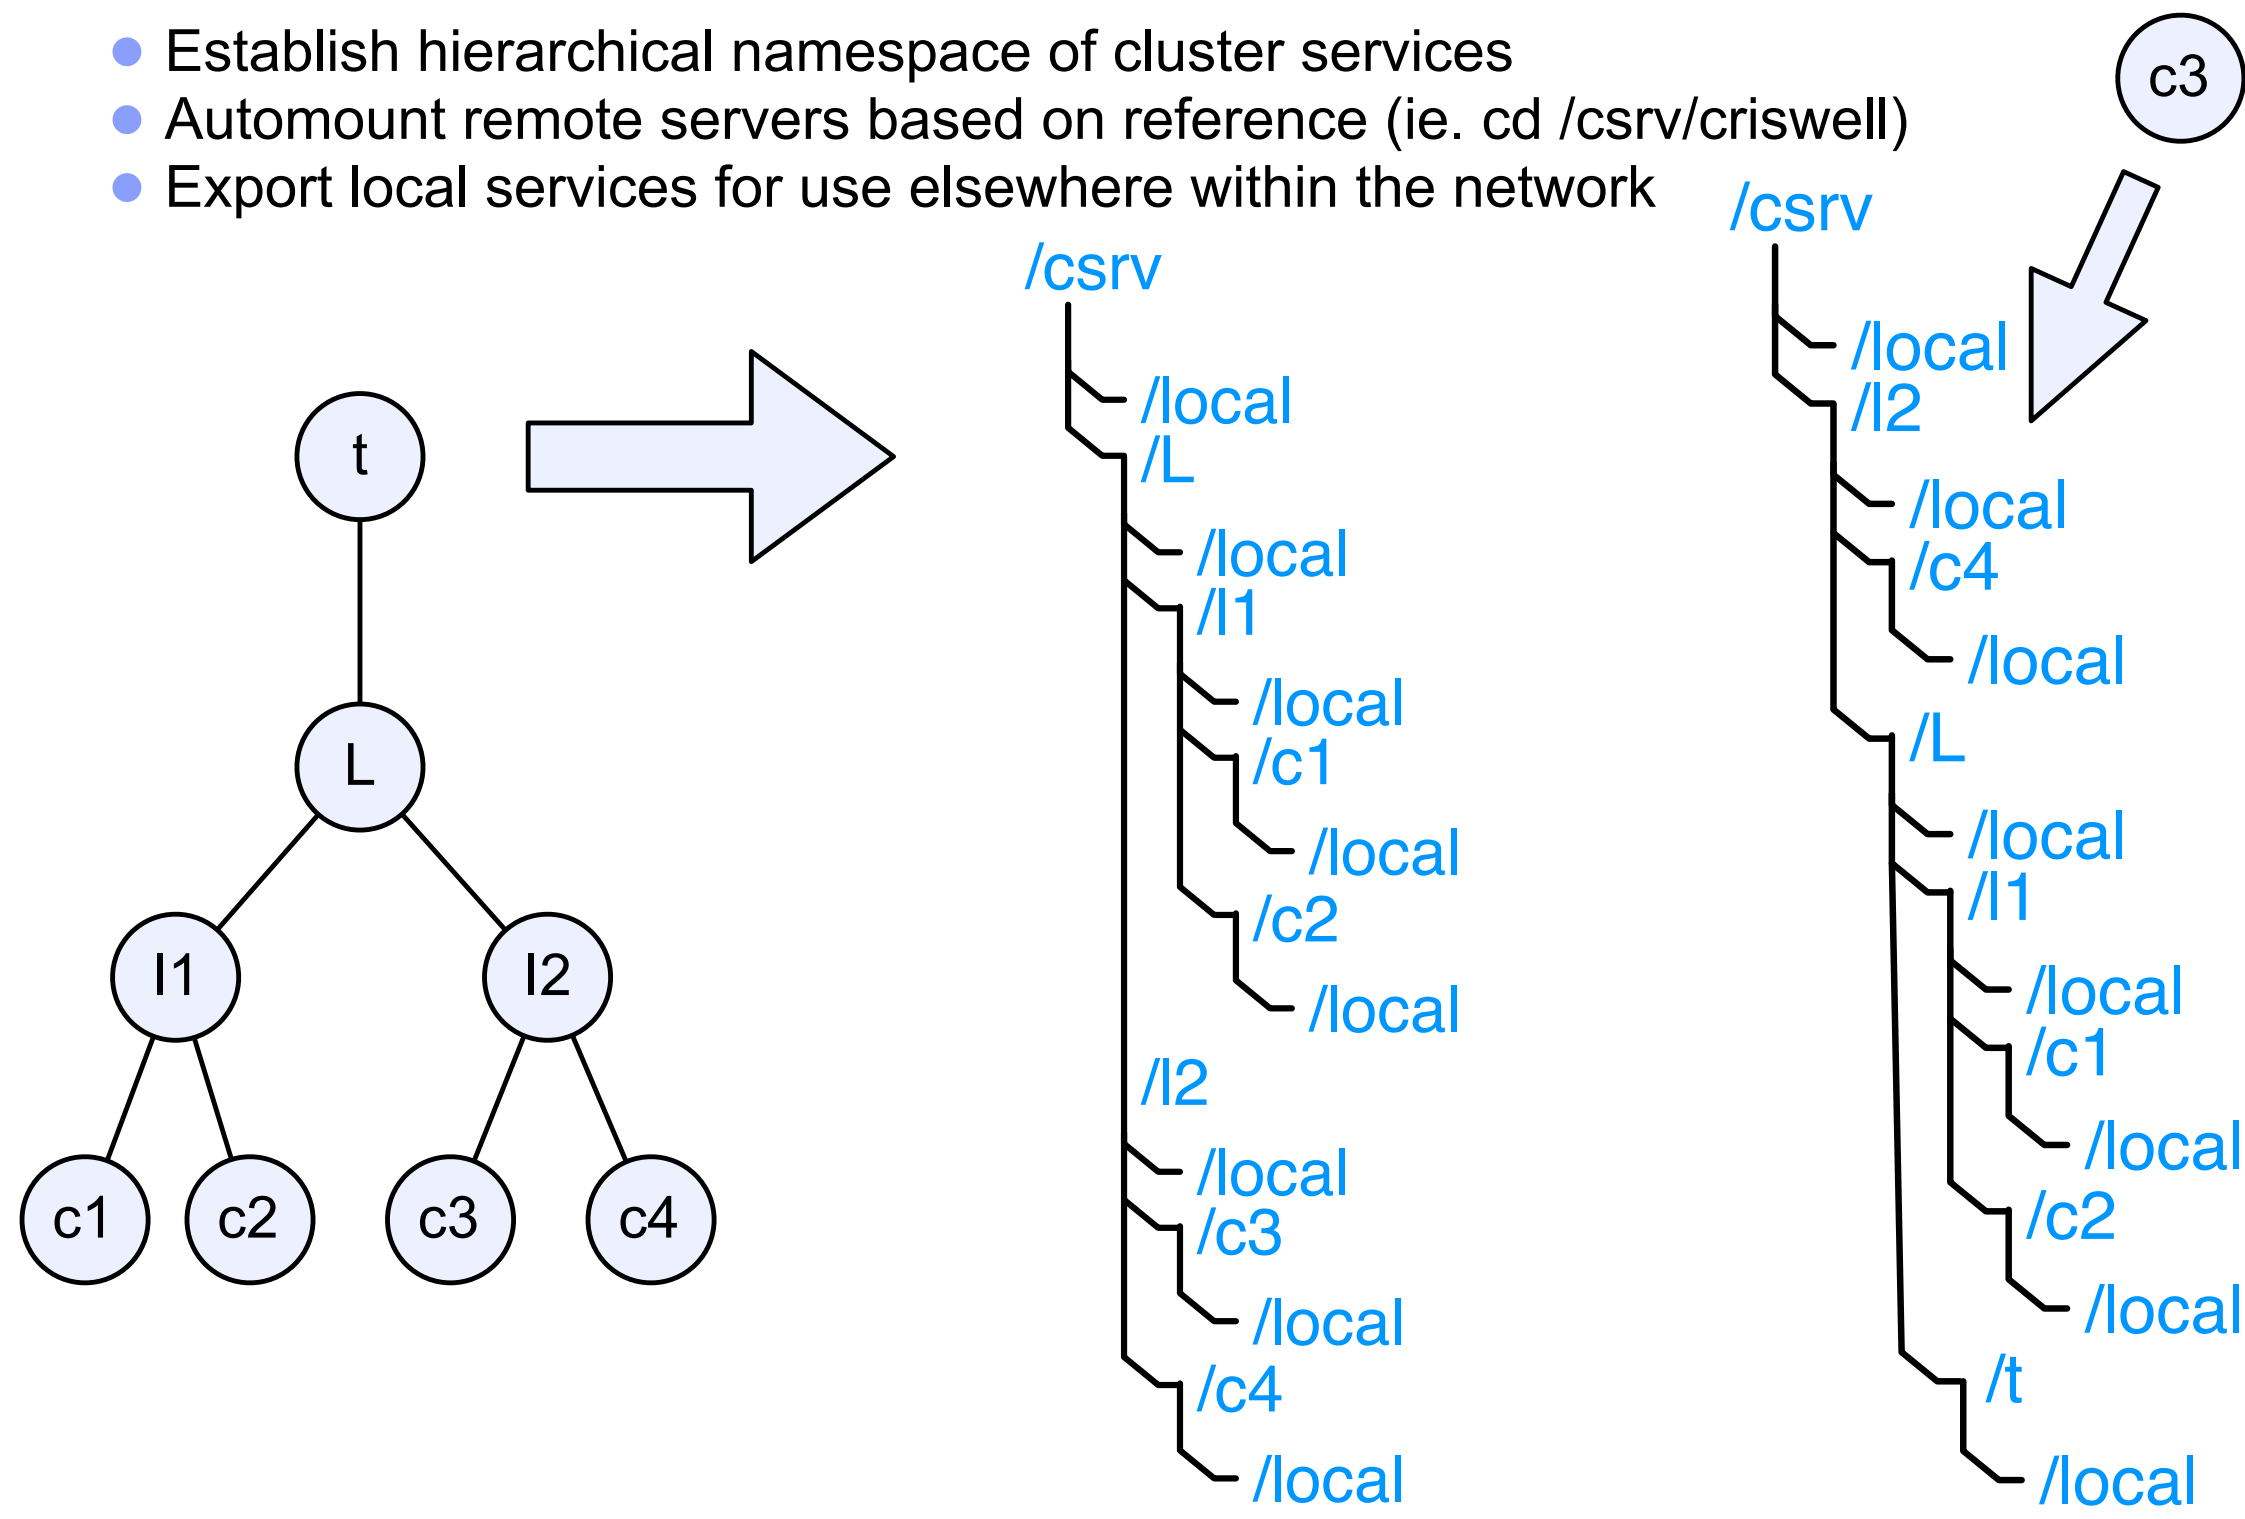 Establish hierarchical namespace of cluster services
Automount remote servers based on reference (ie. cd /csrv/criswell)
Export local services for use elsewhere within the network
c3
t
L
l1
l2
c1
c2
c3
c4
/csrv
/local
/L
/local
/l1
/local
/c1
/local
/c2
/local
/l2
/local
/c3
/local
/c4
/local
/csrv
/local
/l2
/local
/c4
/local
/L
/local
/l1
/local
/c1
/local
/c2
/local
/t
/local